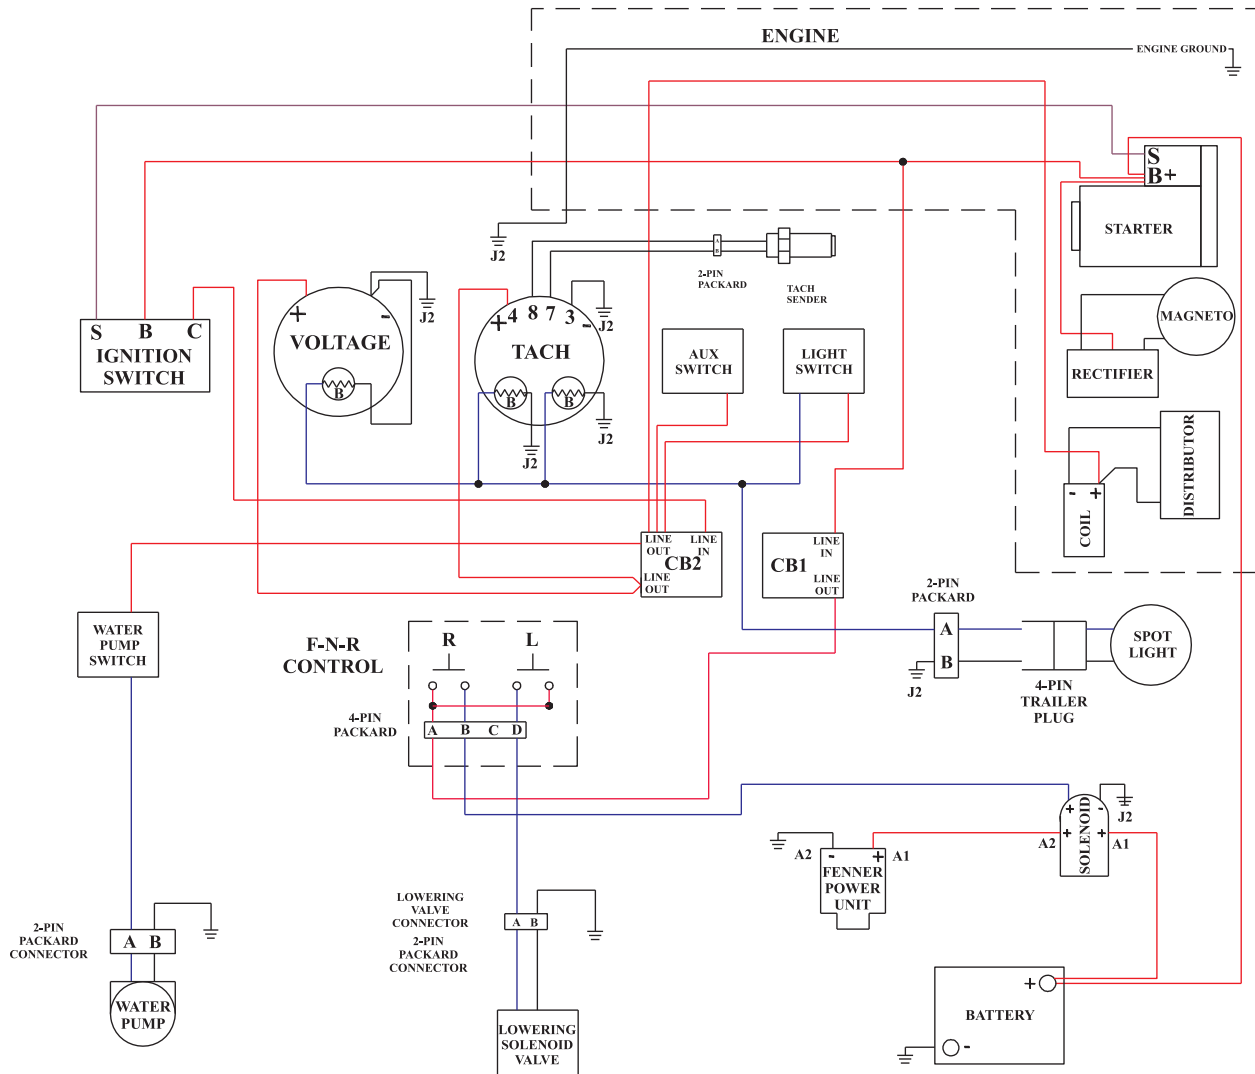 ENGINE
ENGINE GROUND
S
B+
STARTER
J2
A
B
2-PIN
PACKARD
TACH
SENDER
MAGNETO
RECTIFIER
S B C
IGNITION
SWITCH
+ -
VOLTAGE
B
J2
+ 4 8 7 3 -
TACH
B B
J2
J2
J2
AUX
SWITCH
LIGHT
SWITCH
DISTRIBUTOR
- +
COIL
LINE
OUT
LINE
IN
CB2
LINE
OUT
LINE
IN
CB1
LINE
OUT
2-PIN
PACKARD
A
B
J2
SPOT
LIGHT
4-PIN
TRAILER
PLUG
WATER
PUMP
SWITCH
F-N-R
CONTROL
R L
4-PIN
PACKARD
A B C D
+ -
J2
A2 + + A1
SOLENOID
A2 - + A1
FENNER
POWER
UNIT
LOWERING
VALVE
CONNECTOR
A B
2-PIN
PACKARD
CONNECTOR
LOWERING
SOLENOID
VALVE
2-PIN
PACKARD
CONNECTOR
A B
WATER
PUMP
+
BATTERY
-